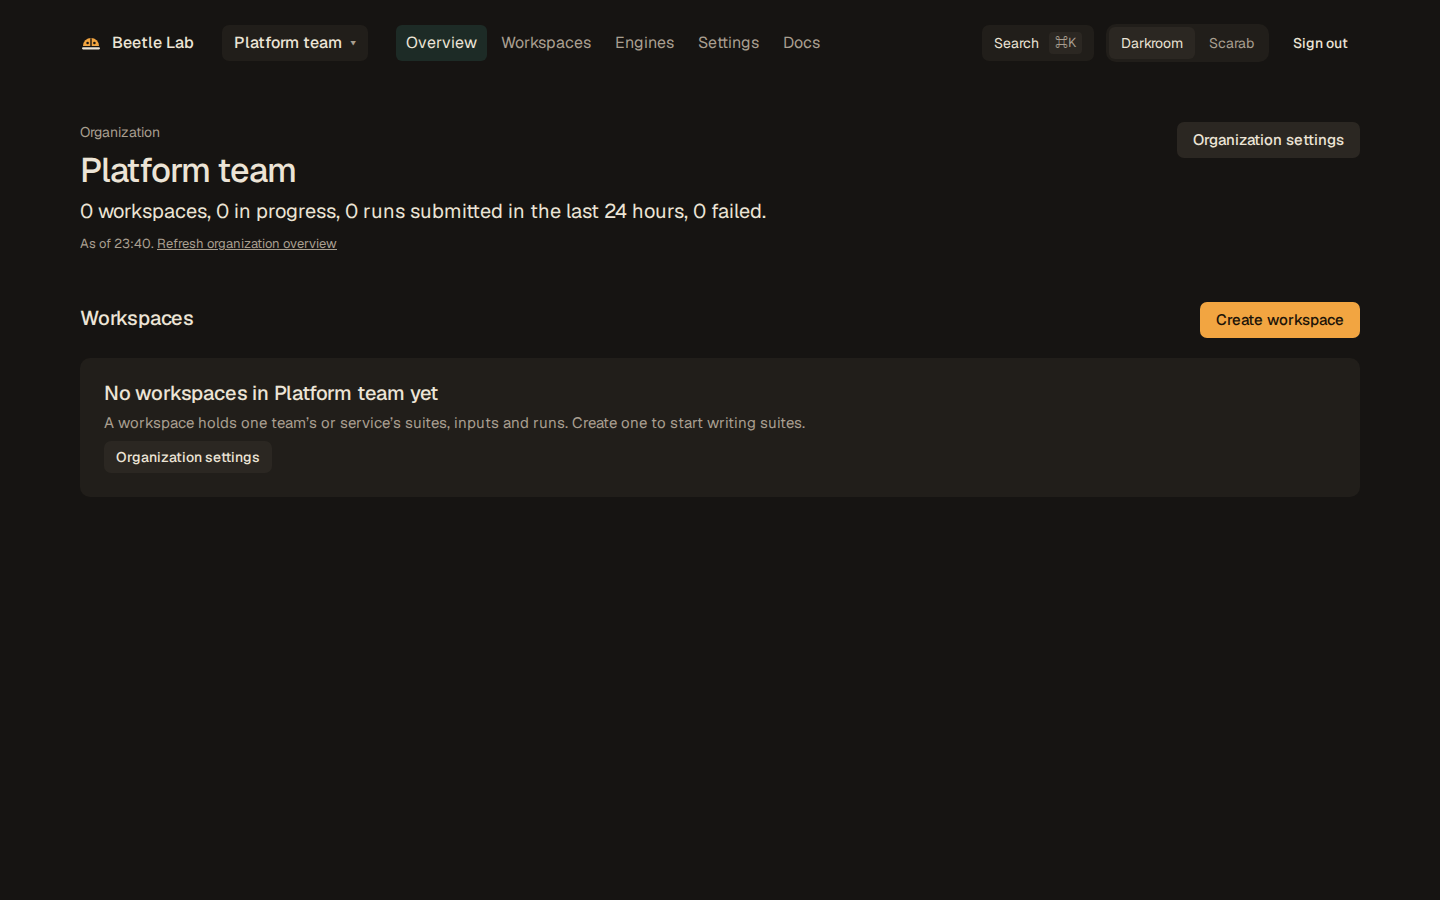 Beetle Lab Platform team ▾ Overview Workspaces Engines Settings Docs Search ⌘K Darkroom Scarab Sign out
Organization
Organization settings
Platform team
0 workspaces, 0 in progress, 0 runs submitted in the last 24 hours, 0 failed.
As of 23:40. Refresh organization overview
Workspaces
Create workspace
No workspaces in Platform team yet
A workspace holds one team’s or service’s suites, inputs and runs. Create one to start writing suites.
Organization settings